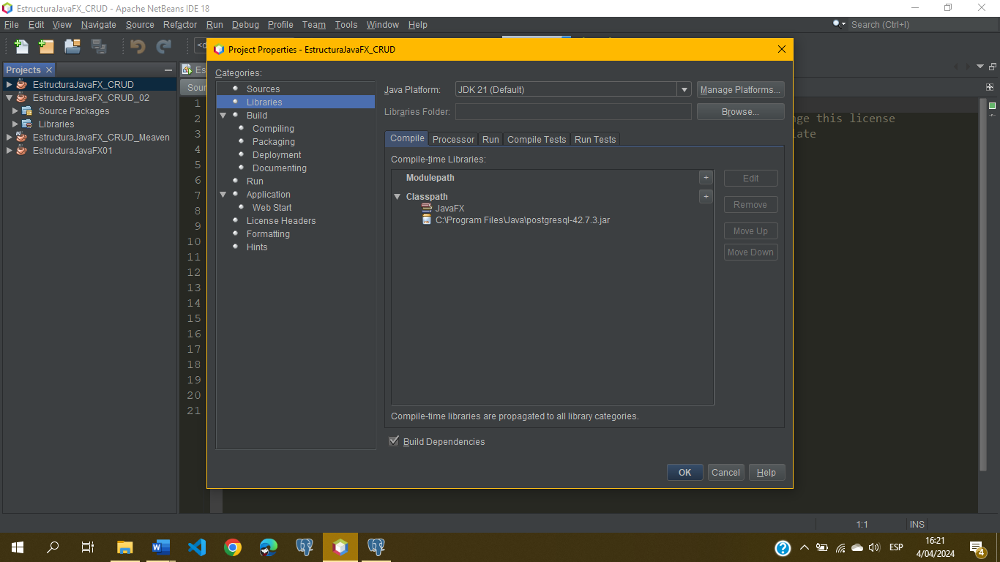 EstructuraJavaFX_CRUD - Apache NetBeans IDE 18
File Edit View Navigate Source Refactor Run Debug Profile Team Tools Window Help
Search (Ctrl+I)
Project Properties - EstructuraJavaFX_CRUD
Projects
EstructuraJavaFX_CRUD
EstructuraJavaFX_CRUD_02
Source Packages
Libraries
EstructuraJavaFX_CRUD_Meaven
EstructuraJavaFX01
Categories:
Sources
Libraries
Build
Compiling
Packaging
Deployment
Documenting
Run
Application
Web Start
License Headers
Formatting
Hints
Java Platform: JDK 21 (Default) Manage Platforms...
Libraries Folder: Browse...
Compile Processor Run Compile Tests Run Tests
Compile-time Libraries:
Modulepath +
Classpath +
JavaFX
C:\Program Files\Java\postgresql-42.7.3.jar
Edit
Remove
Move Up
Move Down
Compile-time libraries are propagated to all library categories.
Build Dependencies
OK Cancel Help
Es
Sour
1
2
3
4
5
6
7
8
9
10
11
12
13
14
15
16
17
18
19
20
21
nge this license
late
1:1 INS
ESP
16:21
4/04/2024
4